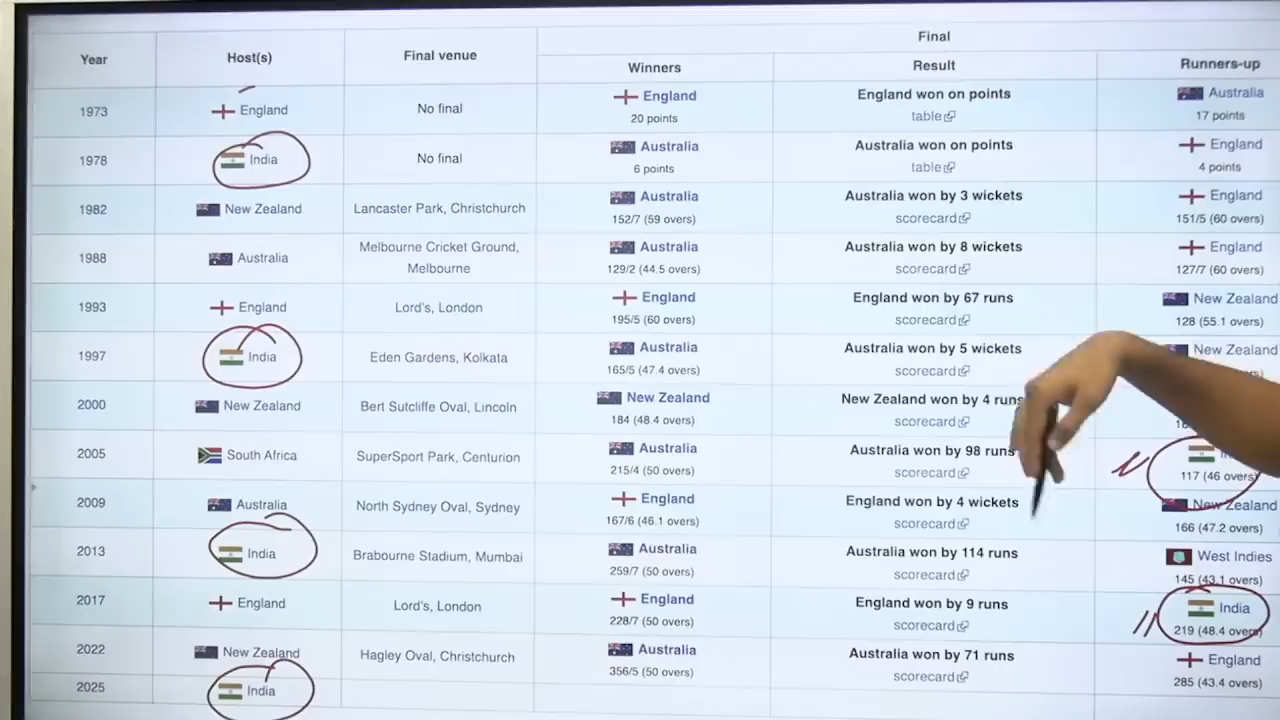 Year Host(s) Final venue Final
Winners Result Runners-up
1973 England No final England England won on points Australia
20 points table 17 points
1978 India No final Australia Australia won on points England
6 points table 4 points
1982 New Zealand Lancaster Park, Christchurch Australia Australia won by 3 wickets England
152/7 (59 overs) scorecard 151/5 (60 overs)
1988 Australia Melbourne Cricket Ground, Australia Australia won by 8 wickets England
Melbourne 129/2 (44.5 overs) scorecard 127/7 (60 overs)
1993 England Lord's, London England England won by 67 runs New Zealand
195/5 (60 overs) scorecard 128 (55.1 overs)
1997 India Eden Gardens, Kolkata Australia Australia won by 5 wickets New Zealand
165/5 (47.4 overs) scorecard
2000 New Zealand Bert Sutcliffe Oval, Lincoln New Zealand New Zealand won by 4 runs
184 (48.4 overs) scorecard
2005 South Africa SuperSport Park, Centurion Australia Australia won by 98 runs
215/4 (50 overs) scorecard 117 (46 overs)
2009 Australia North Sydney Oval, Sydney England England won by 4 wickets New Zealand
167/6 (46.1 overs) scorecard 166 (47.2 overs)
2013 India Brabourne Stadium, Mumbai Australia Australia won by 114 runs West Indies
259/7 (50 overs) scorecard 145 (43.1 overs)
2017 England Lord's, London England England won by 9 runs India
228/7 (50 overs) scorecard 219 (48.4 overs)
2022 New Zealand Hagley Oval, Christchurch Australia Australia won by 71 runs England
356/5 (50 overs) scorecard 285 (43.4 overs)
2025 India